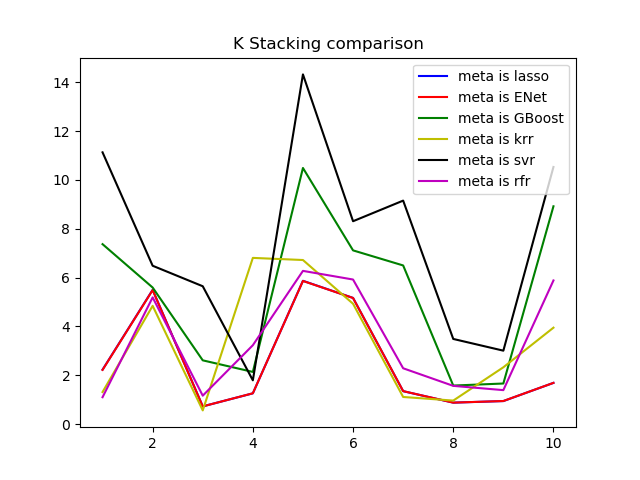 K Stacking comparison
14
12
10
8
6
4
2
0
meta is lasso
meta is ENet
meta is GBoost
meta is krr
meta is svr
meta is rfr
2
4
6
8
10